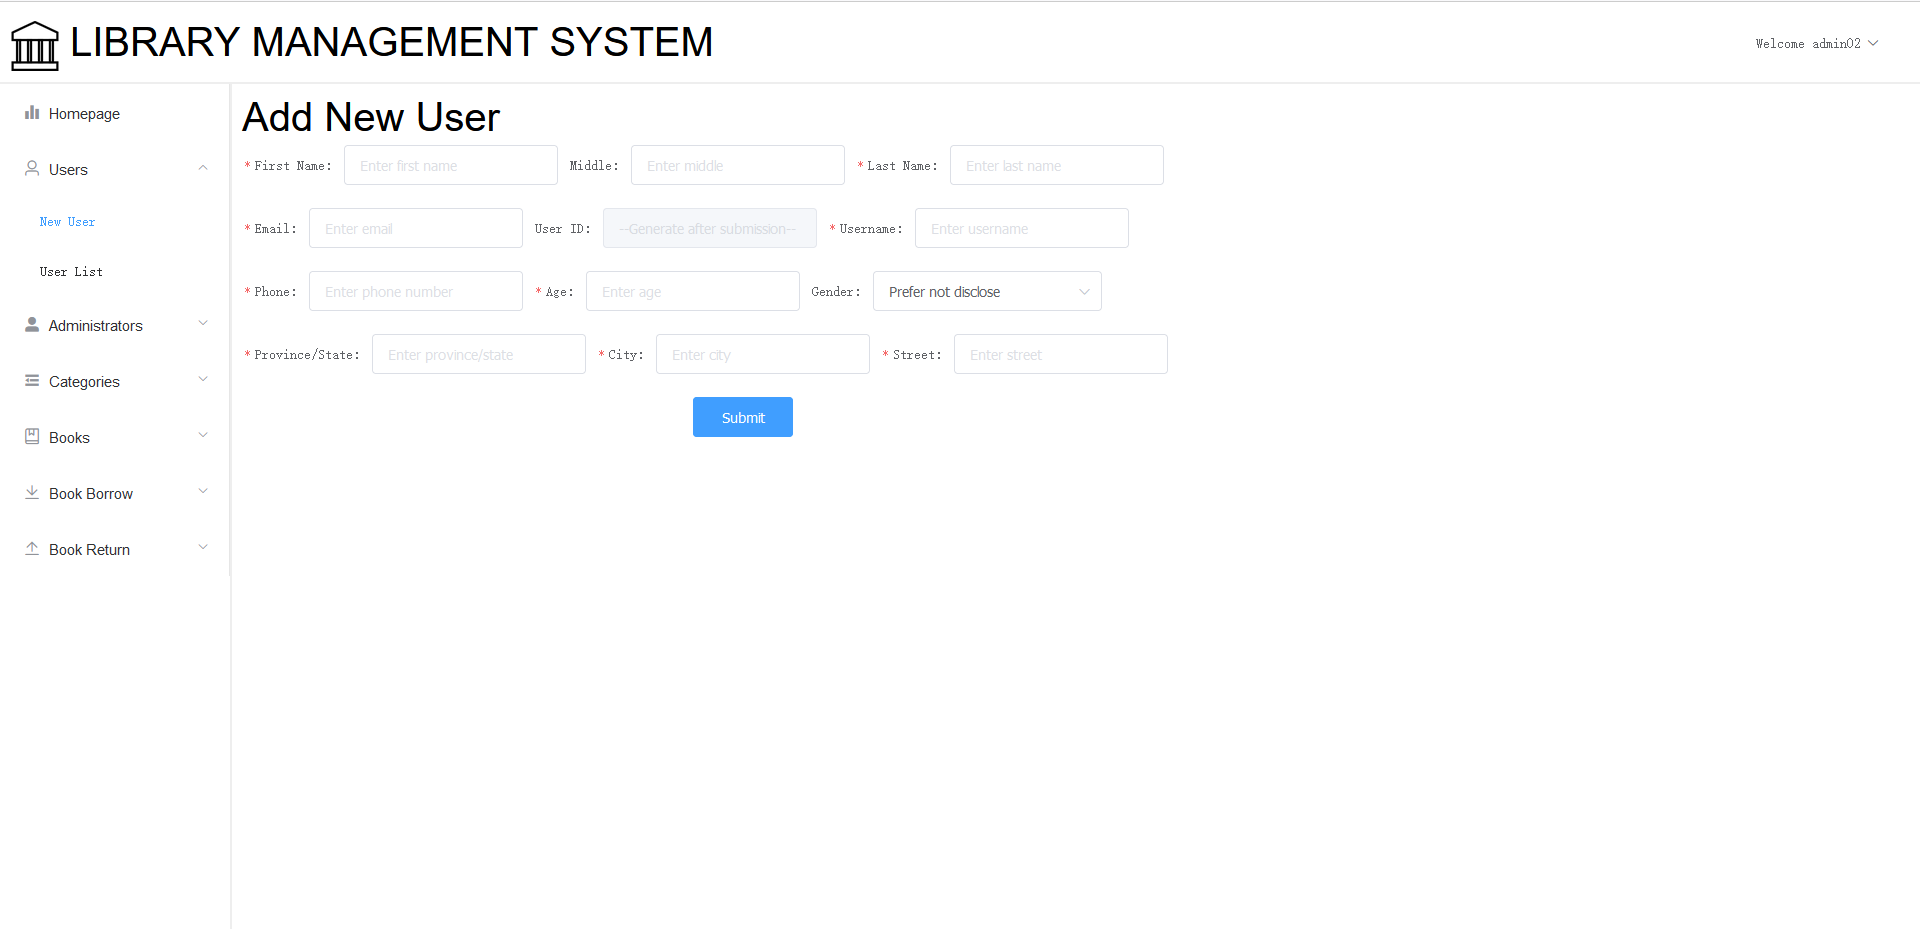 LIBRARY MANAGEMENT SYSTEM
Welcome admin02
Homepage
Users
New User
User List
Administrators
Categories
Books
Book Borrow
Book Return
Add New User
* First Name: Enter first name Middle: Enter middle * Last Name: Enter last name
* Email: Enter email User ID: --Generate after submission-- * Username: Enter username
* Phone: Enter phone number * Age: Enter age Gender: Prefer not disclose
* Province/State: Enter province/state * City: Enter city * Street: Enter street
Submit